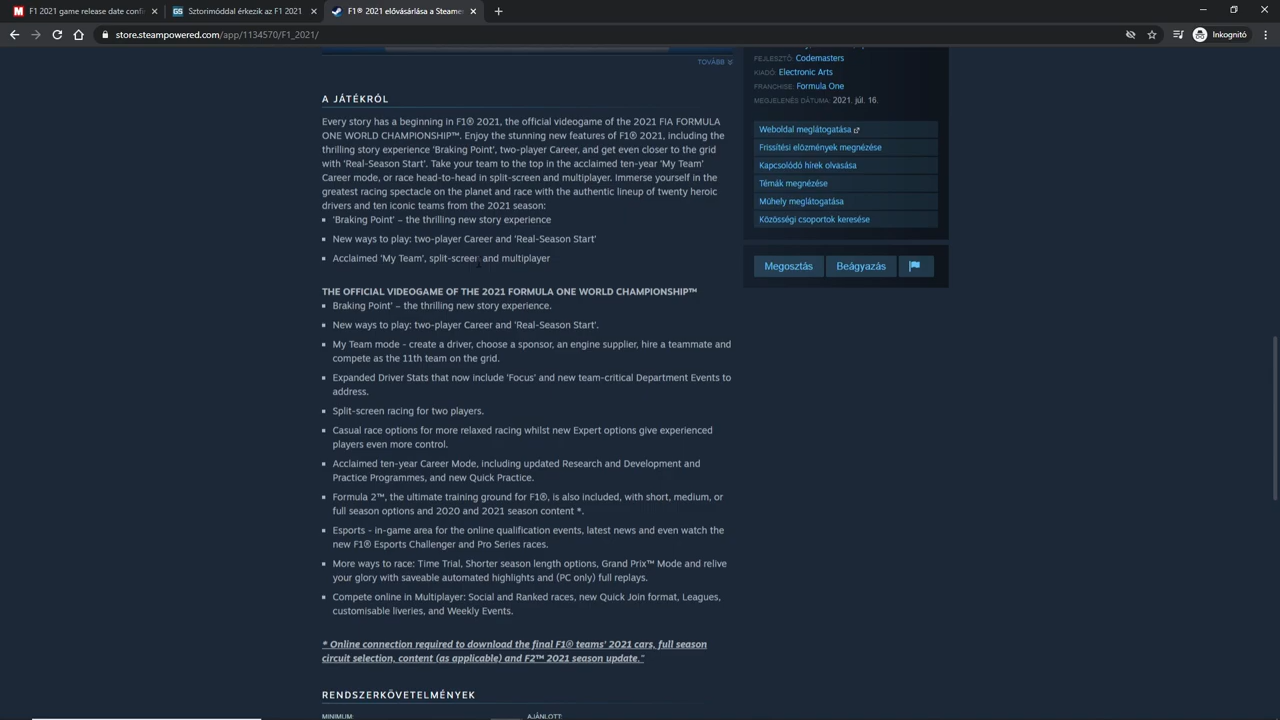 F1 2021 game release date confi
Sztorimóddal érkezik az F1 2021
F1® 2021 elővásárlása a Steame
store.steampowered.com/app/1134570/F1_2021/
Inkognitó
TOVÁBB
FEJLESZTŐ: Codemasters
KIADÓ: Electronic Arts
FRANCHISE: Formula One
MEGJELENÉS DÁTUMA: 2021. júl. 16.
Weboldal meglátogatása
Frissítési előzmények megnézése
Kapcsolódó hírek olvasása
Témák megnézése
Műhely meglátogatása
Közösségi csoportok keresése
Megosztás
Beágyazás
A JÁTÉKRÓL
Every story has a beginning in F1® 2021, the official videogame of the 2021 FIA FORMULA
ONE WORLD CHAMPIONSHIP™. Enjoy the stunning new features of F1® 2021, including the
thrilling story experience 'Braking Point', two-player Career, and get even closer to the grid
with 'Real-Season Start'. Take your team to the top in the acclaimed ten-year 'My Team'
Career mode, or race head-to-head in split-screen and multiplayer. Immerse yourself in the
greatest racing spectacle on the planet and race with the authentic lineup of twenty heroic
drivers and ten iconic teams from the 2021 season:
'Braking Point' – the thrilling new story experience
New ways to play: two-player Career and 'Real-Season Start'
Acclaimed 'My Team', split-screen and multiplayer
THE OFFICIAL VIDEOGAME OF THE 2021 FORMULA ONE WORLD CHAMPIONSHIP™
Braking Point' – the thrilling new story experience.
New ways to play: two-player Career and 'Real-Season Start'.
My Team mode - create a driver, choose a sponsor, an engine supplier, hire a teammate and
compete as the 11th team on the grid.
Expanded Driver Stats that now include 'Focus' and new team-critical Department Events to
address.
Split-screen racing for two players.
Casual race options for more relaxed racing whilst new Expert options give experienced
players even more control.
Acclaimed ten-year Career Mode, including updated Research and Development and
Practice Programmes, and new Quick Practice.
Formula 2™, the ultimate training ground for F1®, is also included, with short, medium, or
full season options and 2020 and 2021 season content *.
Esports - in-game area for the online qualification events, latest news and even watch the
new F1® Esports Challenger and Pro Series races.
More ways to race: Time Trial, Shorter season length options, Grand Prix™ Mode and relive
your glory with saveable automated highlights and (PC only) full replays.
Compete online in Multiplayer: Social and Ranked races, new Quick Join format, Leagues,
customisable liveries, and Weekly Events.
* Online connection required to download the final F1® teams' 2021 cars, full season
circuit selection, content (as applicable) and F2™ 2021 season update."
RENDSZERKÖVETELMÉNYEK
MINIMUM:
AJÁNLOTT: